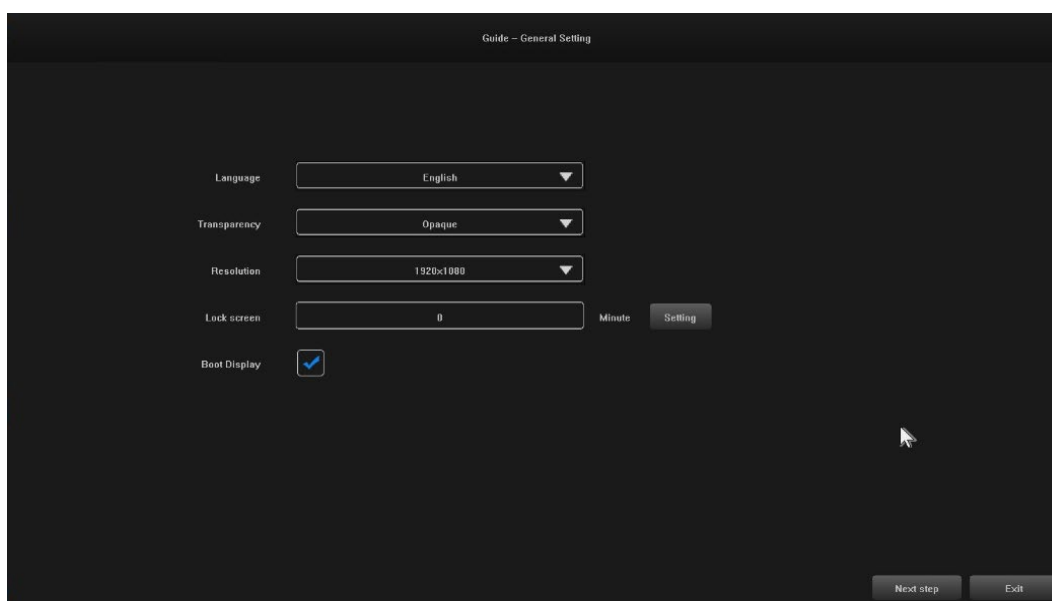 Guide – General Setting
Language English
Transparency Opaque
Resolution 1920x1080
Lock screen 0 Minute Setting
Boot Display
Next step Exit